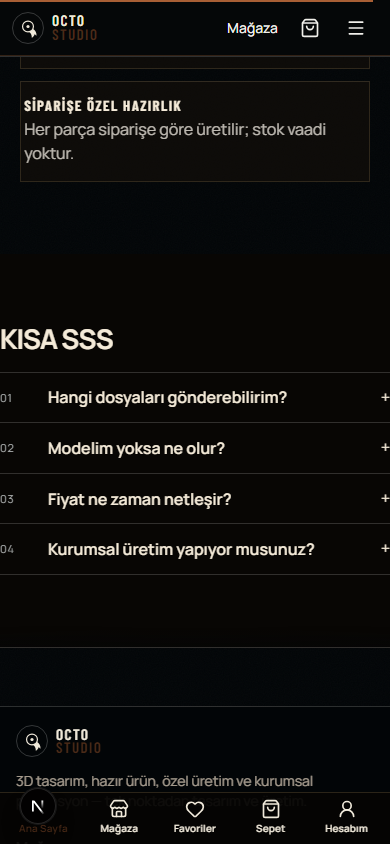 OCTO
STUDIO
Mağaza
SİPARİŞE ÖZEL HAZIRLIK
Her parça siparişe göre üretilir; stok vaadi
yoktur.
KISA SSS
01 Hangi dosyaları gönderebilirim? +
02 Modelim yoksa ne olur? +
03 Fiyat ne zaman netleşir? +
04 Kurumsal üretim yapıyor musunuz? +
OCTO
STUDIO
3D tasarım, hazır ürün, özel üretim ve kurumsal
N
Ana Sayfa
Mağaza
Favoriler
Sepet
Hesabım